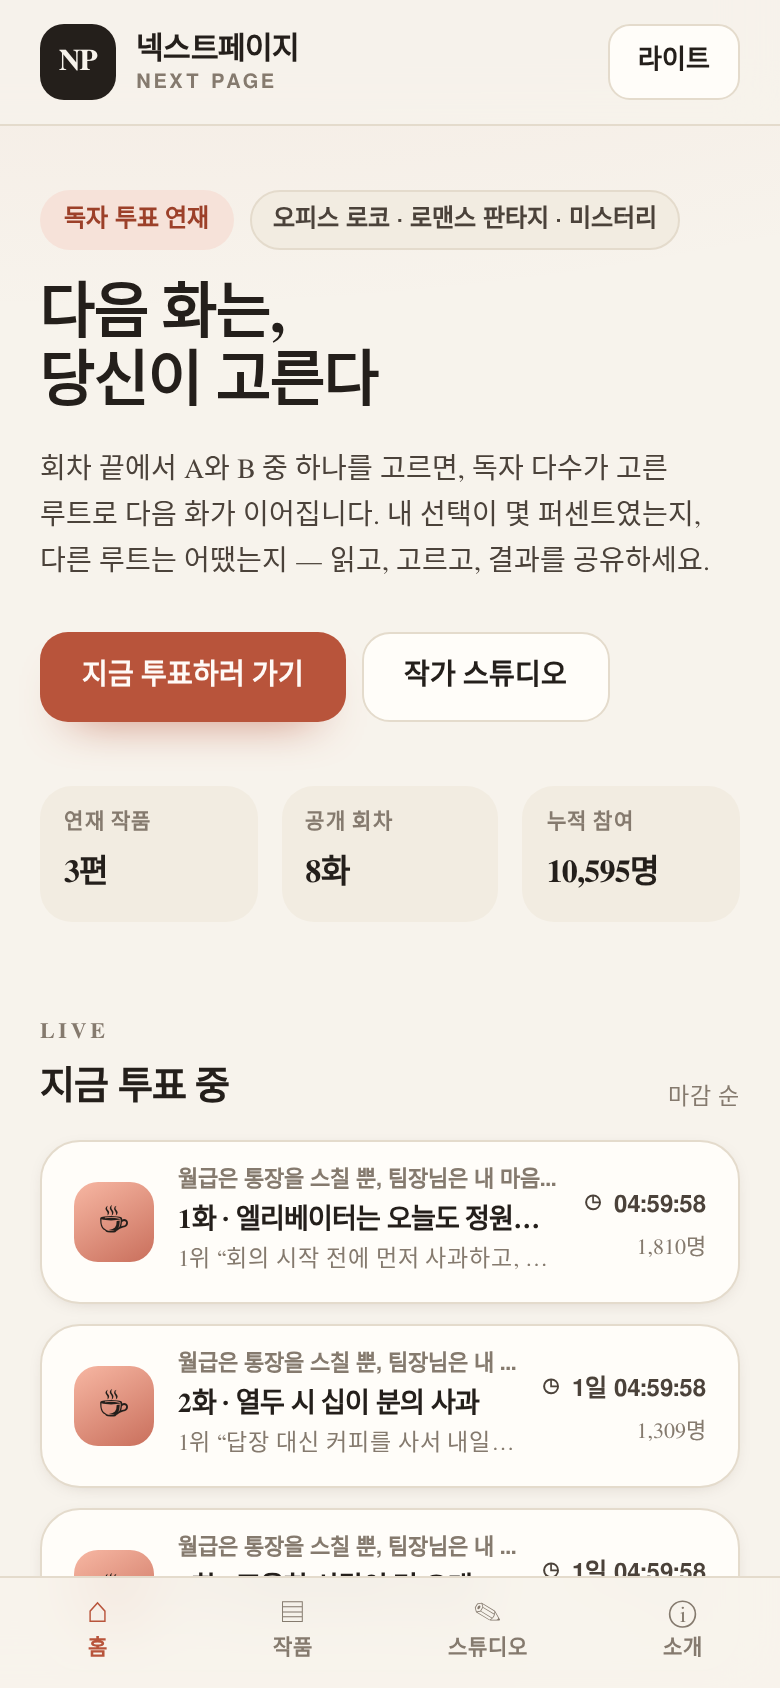 NP
넥스트페이지
NEXT PAGE
라이트
독자 투표 연재
오피스 로코 · 로맨스 판타지 · 미스터리
다음 화는,
당신이 고른다
회차 끝에서 A와 B 중 하나를 고르면, 독자 다수가 고른
루트로 다음 화가 이어집니다. 내 선택이 몇 퍼센트였는지,
다른 루트는 어땠는지 — 읽고, 고르고, 결과를 공유하세요.
지금 투표하러 가기
작가 스튜디오
연재 작품
3편
공개 회차
8화
누적 참여
10,595명
LIVE
지금 투표 중
마감 순
월급은 통장을 스칠 뿐, 팀장님은 내 마음...
1화 · 엘리베이터는 오늘도 정원...
1위 “회의 시작 전에 먼저 사과하고, ...
04:59:58
1,810명
월급은 통장을 스칠 뿐, 팀장님은 내 ...
2화 · 열두 시 십이 분의 사과
1위 “답장 대신 커피를 사서 내일...
1일 04:59:58
1,309명
월급은 통장을 스칠 뿐, 팀장님은 내 ...
1일 04:59:58
홈
작품
스튜디오
소개